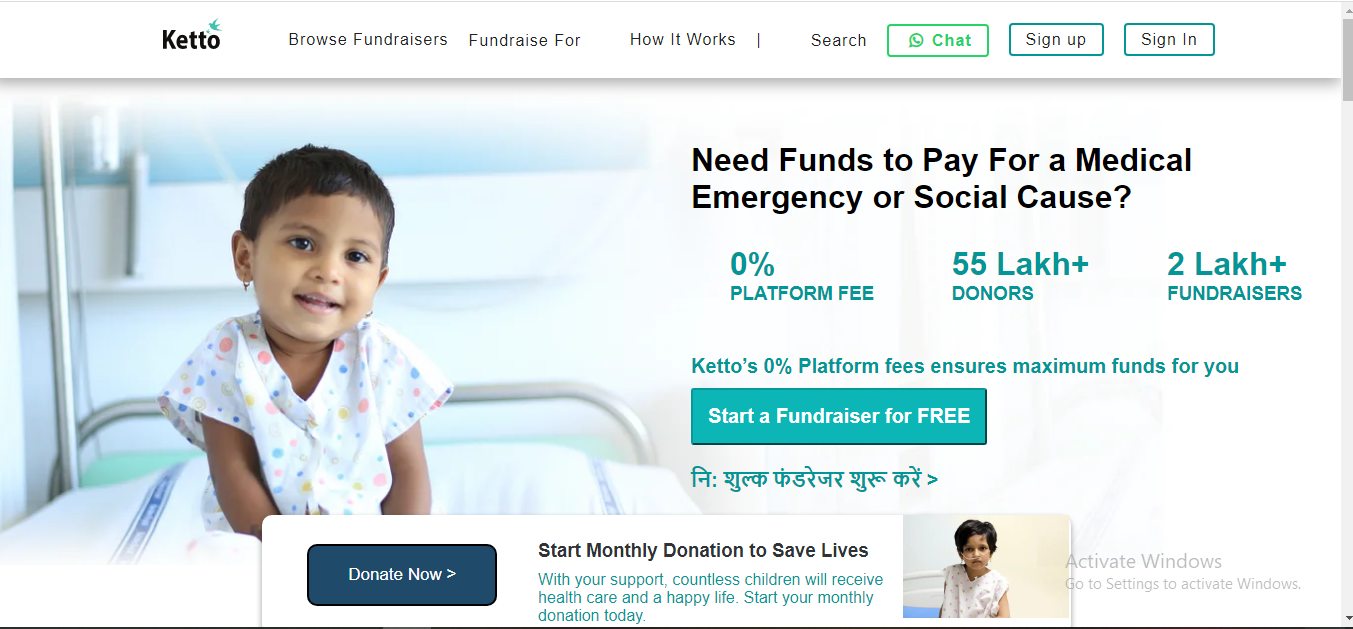 Ketto
Browse Fundraisers Fundraise For How It Works | Search Chat Sign up Sign In
Need Funds to Pay For a Medical
Emergency or Social Cause?
0% 55 Lakh+ 2 Lakh+
PLATFORM FEE DONORS FUNDRAISERS
Ketto’s 0% Platform fees ensures maximum funds for you
Start a Fundraiser for FREE
नि: शुल्क फंडरेजर शुरू करें >
Donate Now >
Start Monthly Donation to Save Lives
With your support, countless children will receive
health care and a happy life. Start your monthly
donation today.
Activate Windows
Go to Settings to activate Windows.